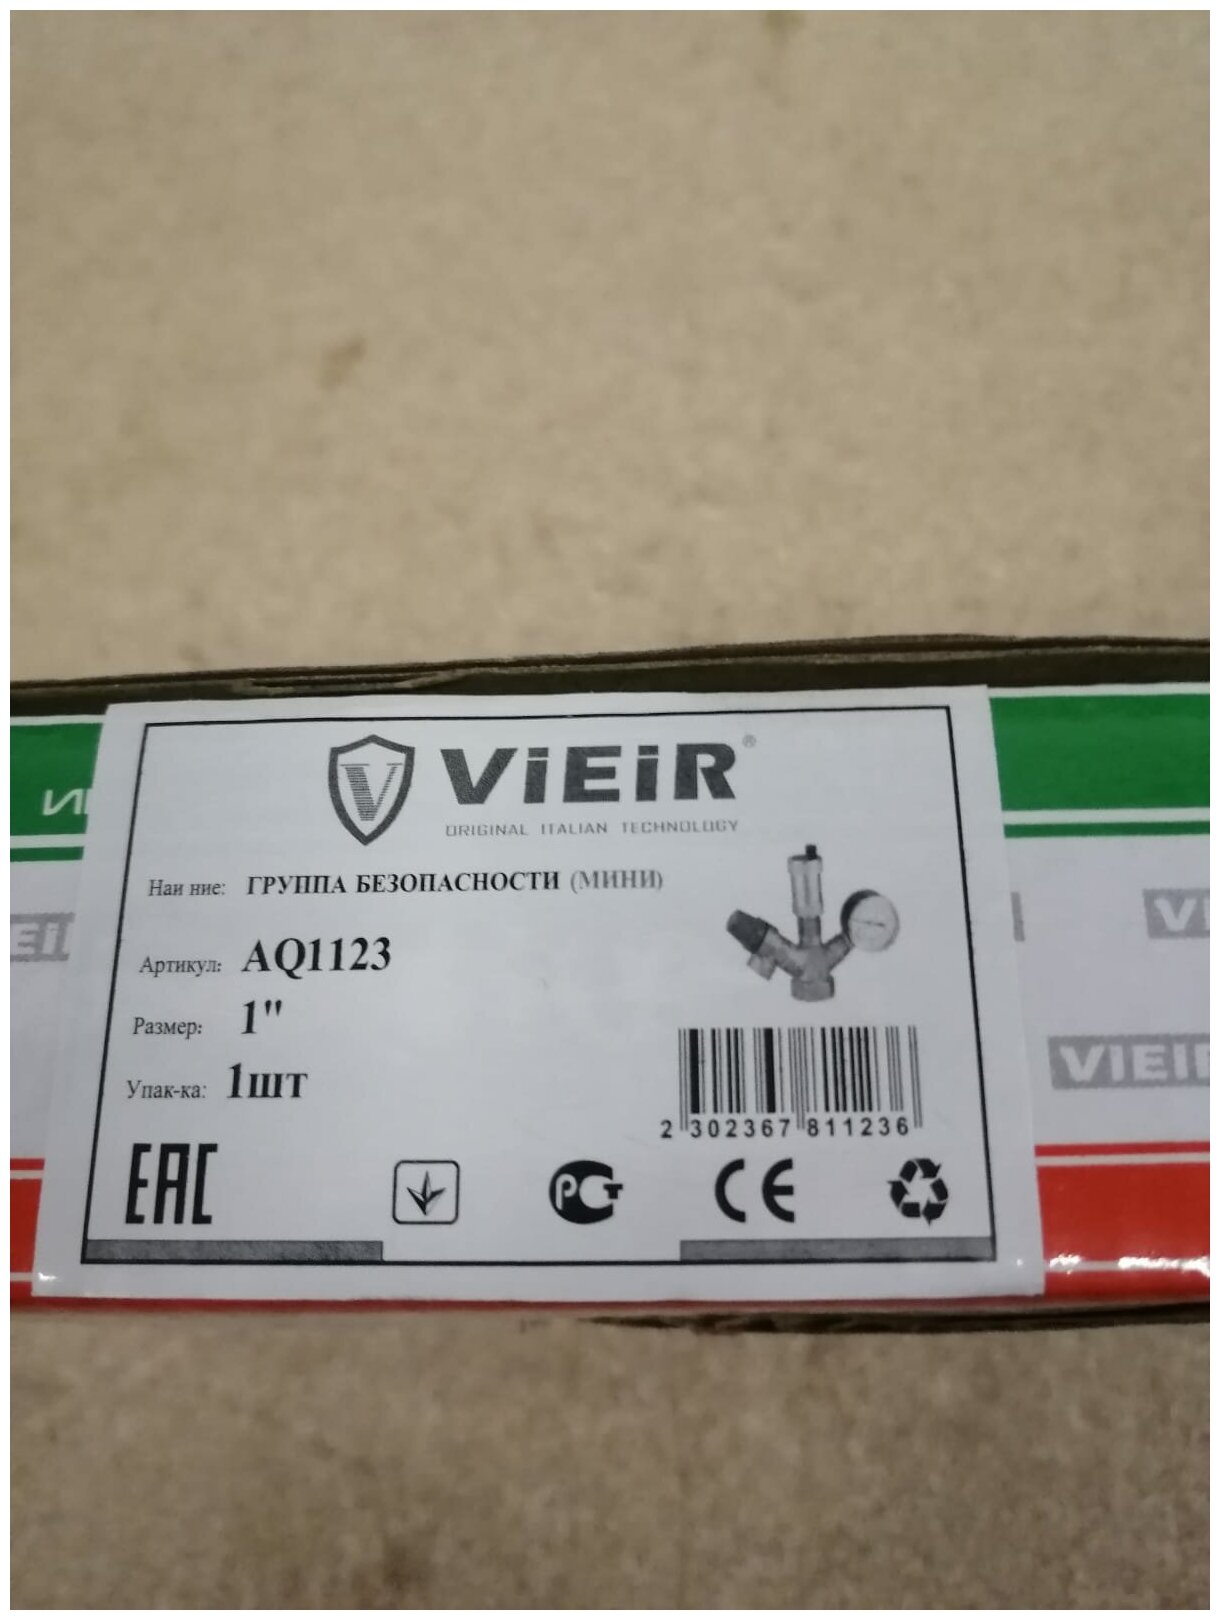 ViEiR®
ORIGINAL ITALIAN TECHNOLOGY
Наи ние: ГРУППА БЕЗОПАСНОСТИ (МИНИ)
Артикул: AQ1123
Размер: 1"
Упак-ка: 1шт
2 302367 811236
EAC
РСТ
CE
VIEIR